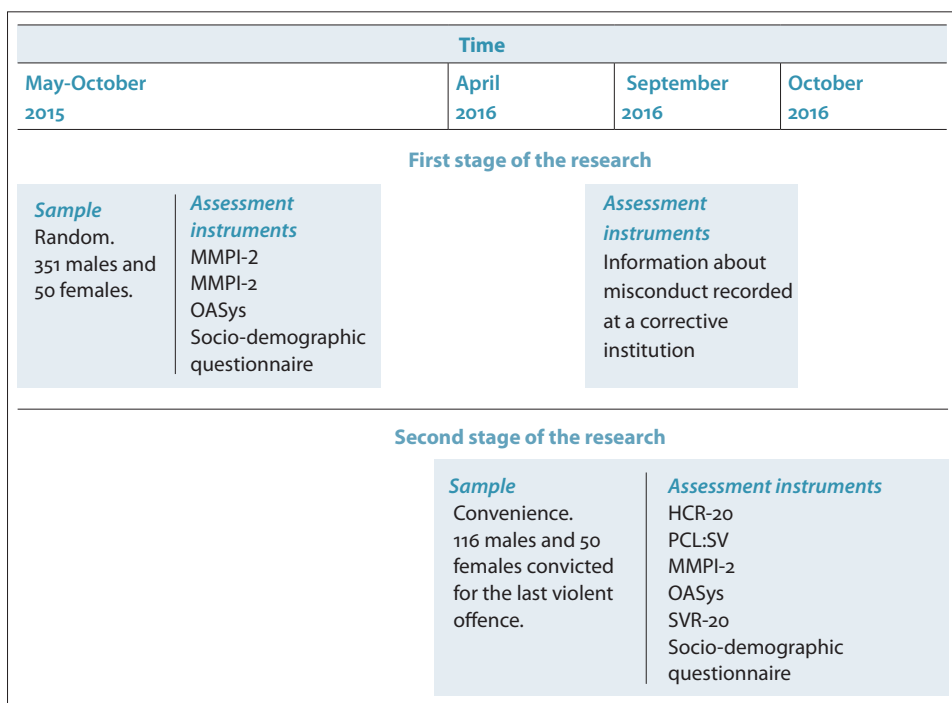 Time
May-October
2015
April
2016
September
2016
October
2016
First stage of the research
Sample
Random.
351 males and
50 females.
Assessment
instruments
MMPI-2
MMPI-2
OASys
Socio-demographic
questionnaire
Assessment
instruments
Information about
misconduct recorded
at a corrective
institution
Second stage of the research
Sample
Convenience.
116 males and 50
females convicted
for the last violent
offence.
Assessment instruments
HCR-20
PCL:SV
MMPI-2
OASys
SVR-20
Socio-demographic
questionnaire